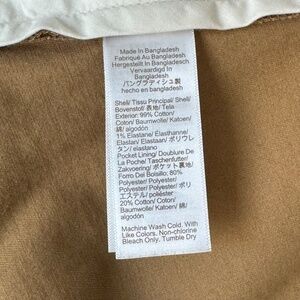 Made In Bangladesh
Fabriqué Au Bangladesh
Hergestellt In Bangladesch
Vervaardigd In
Bangladesh
バングラディシュ製
hecho en bangladesh
Shell/ Tissu Principal/ Shell/
Bovenstof/ 表地/ Tela
Exterior: 99% Cotton/
Coton/ Baumwolle/ Katoen/
綿/ algodón
1% Elastane/ Élasthanne/
Elastan/ Elastaan/ ポリウレ
タン/ elastano
Pocket Lining/ Doublure De
La Poche/ Taschenfutter/
Zakvoering/ ポケット裏地/
Forro Del Bolsillo: 80%
Polyester/ Polyester/
Polyester/ Polyester/ ポリ
エステル/ poliéster
20% Cotton/ Coton/
Baumwolle/ Katoen/ 綿/
algodón
Machine Wash Cold. With
Like Colors. Non-chlorine
Bleach Only. Tumble Dry